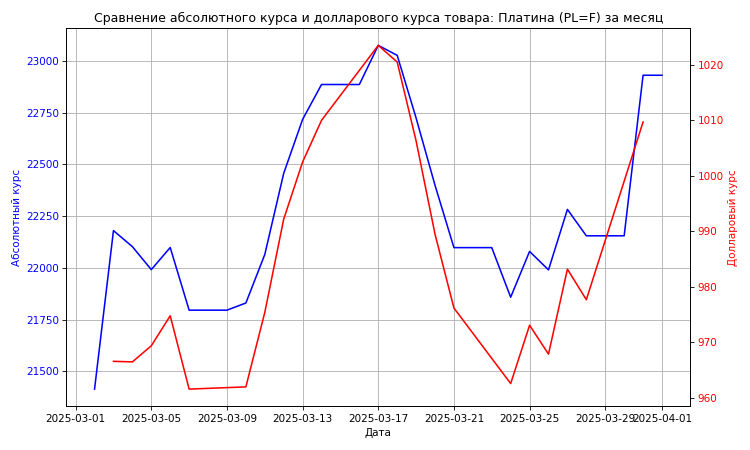 Сравнение абсолютного курса и долларового курса товара: Платина (PL=F) за месяц
Абсолютный курс
23000
22750
22500
22250
22000
21750
21500
1020
1010
1000
990
980
970
960
Долларовый курс
2025-03-01 2025-03-05 2025-03-09 2025-03-13 2025-03-17 2025-03-21 2025-03-25 2025-03-29 2025-04-01
Дата